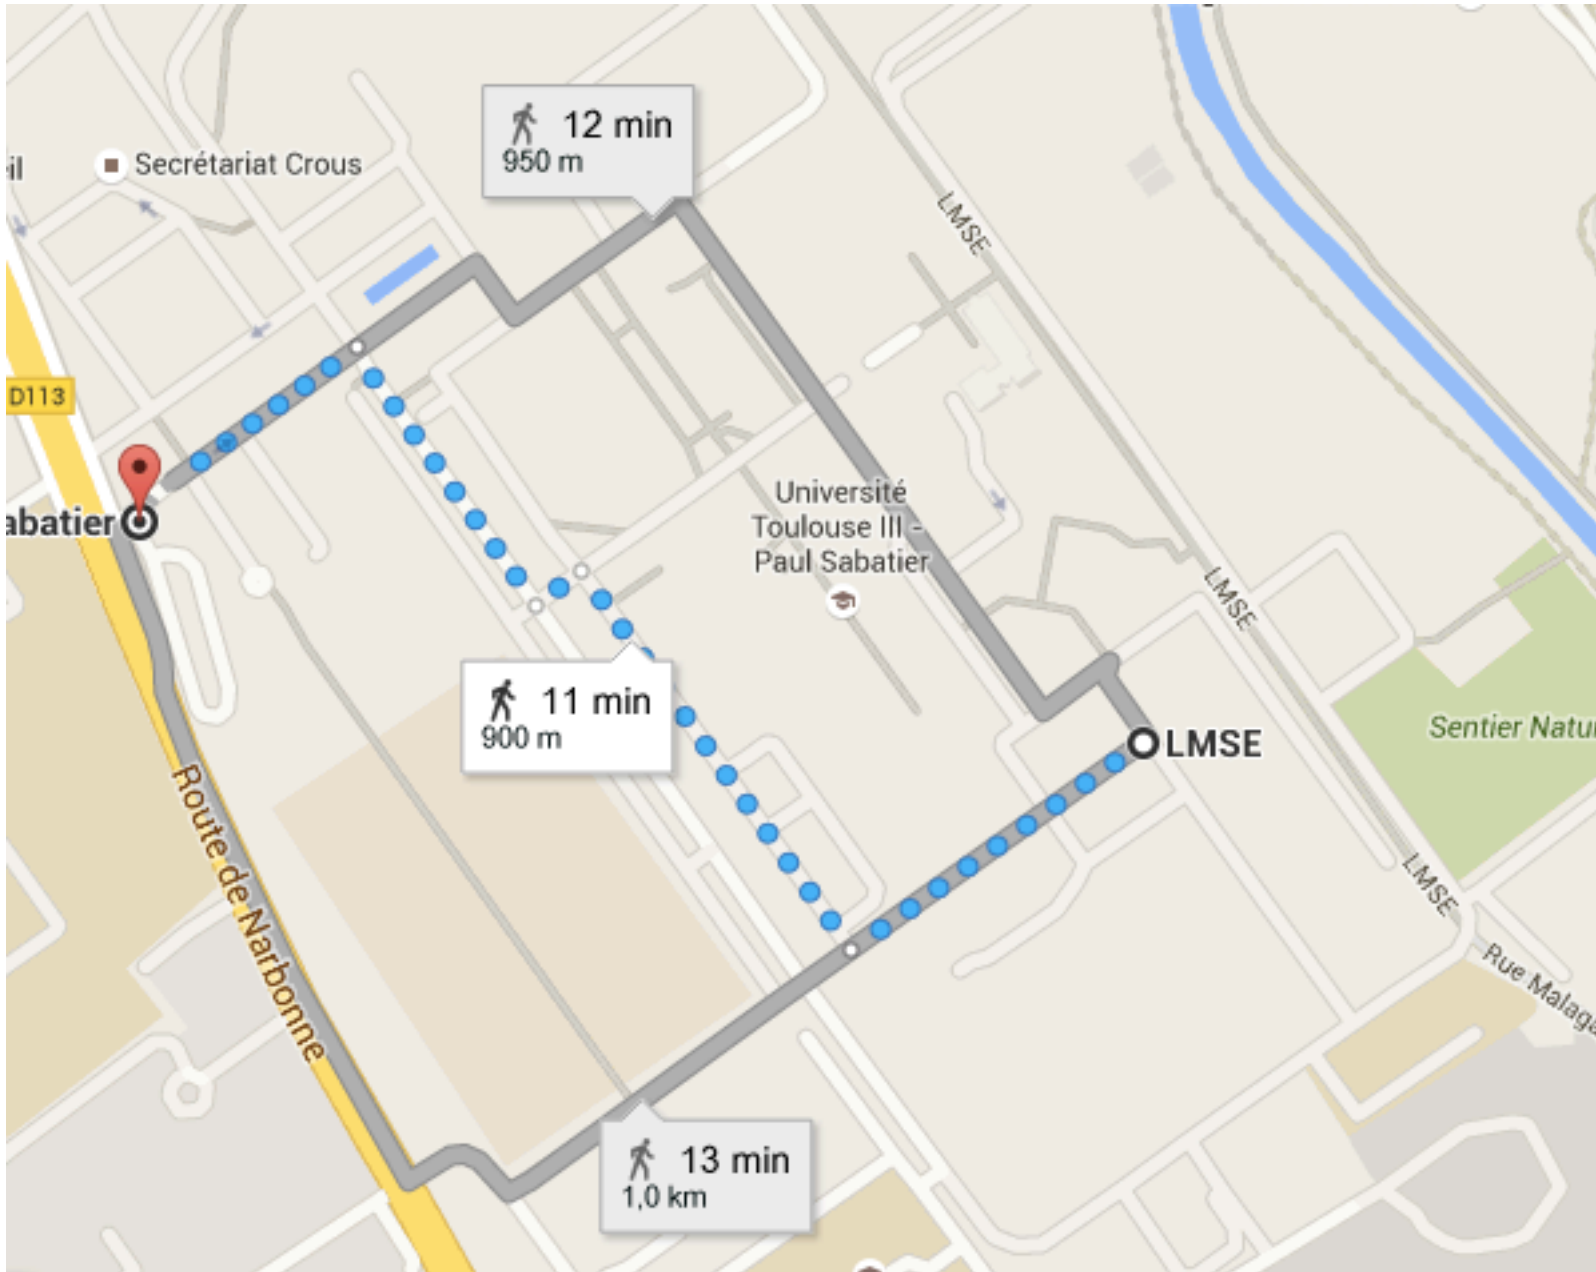 12 min
950 m
il
Secrétariat Crous
LMSE
D113
Université
Toulouse III -
Paul Sabatier
abatier
LMSE
11 min
900 m
LMSE
Sentier Natu
Route de Narbonne
LMSE
Rue Malaga
13 min
1,0 km